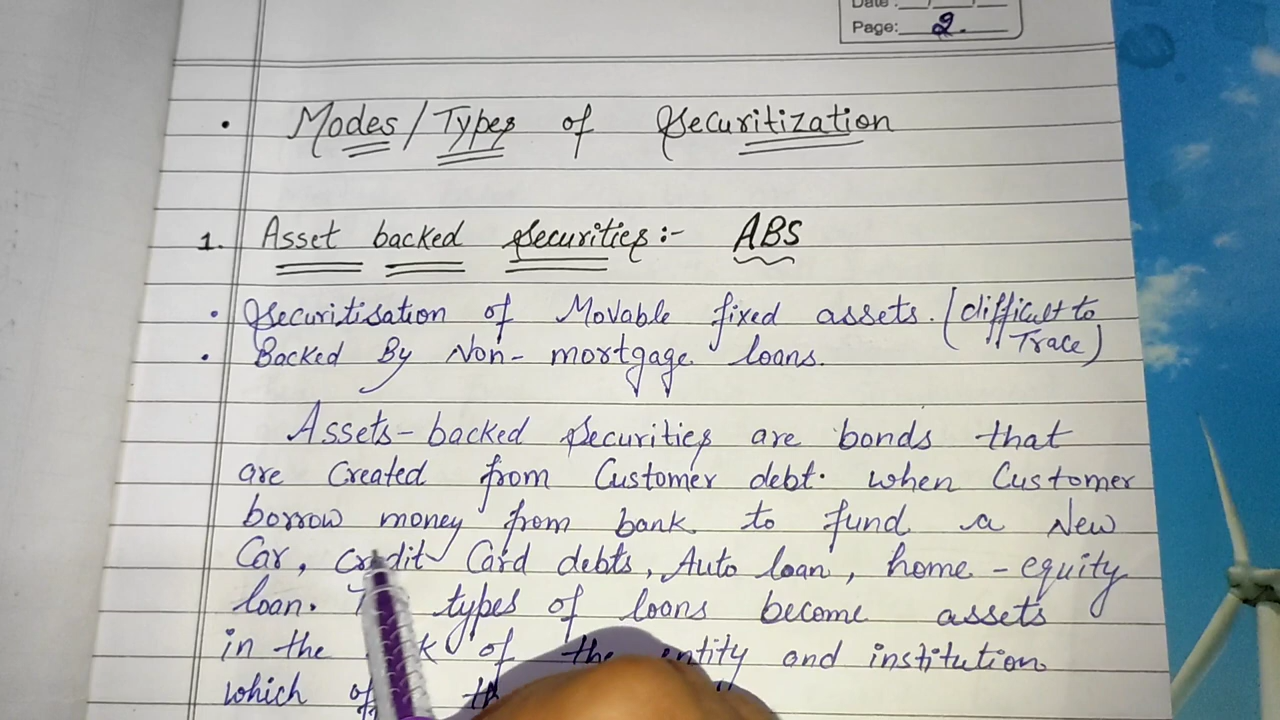 Date:
Page: 2.
• Modes/Types of Securitization
1. Asset backed Securities:- ABS
• Securitisation of Movable fixed assets. (difficult to Trace)
• Backed By Non-mortgage loans.
Assets-backed Securities are bonds that
are Created from Customer debt. when Customer
borrow money from bank to fund a New
Car, credit Card debts, Auto loan, home-equity
loan. types of loans become assets
in the of the entity and institution
which